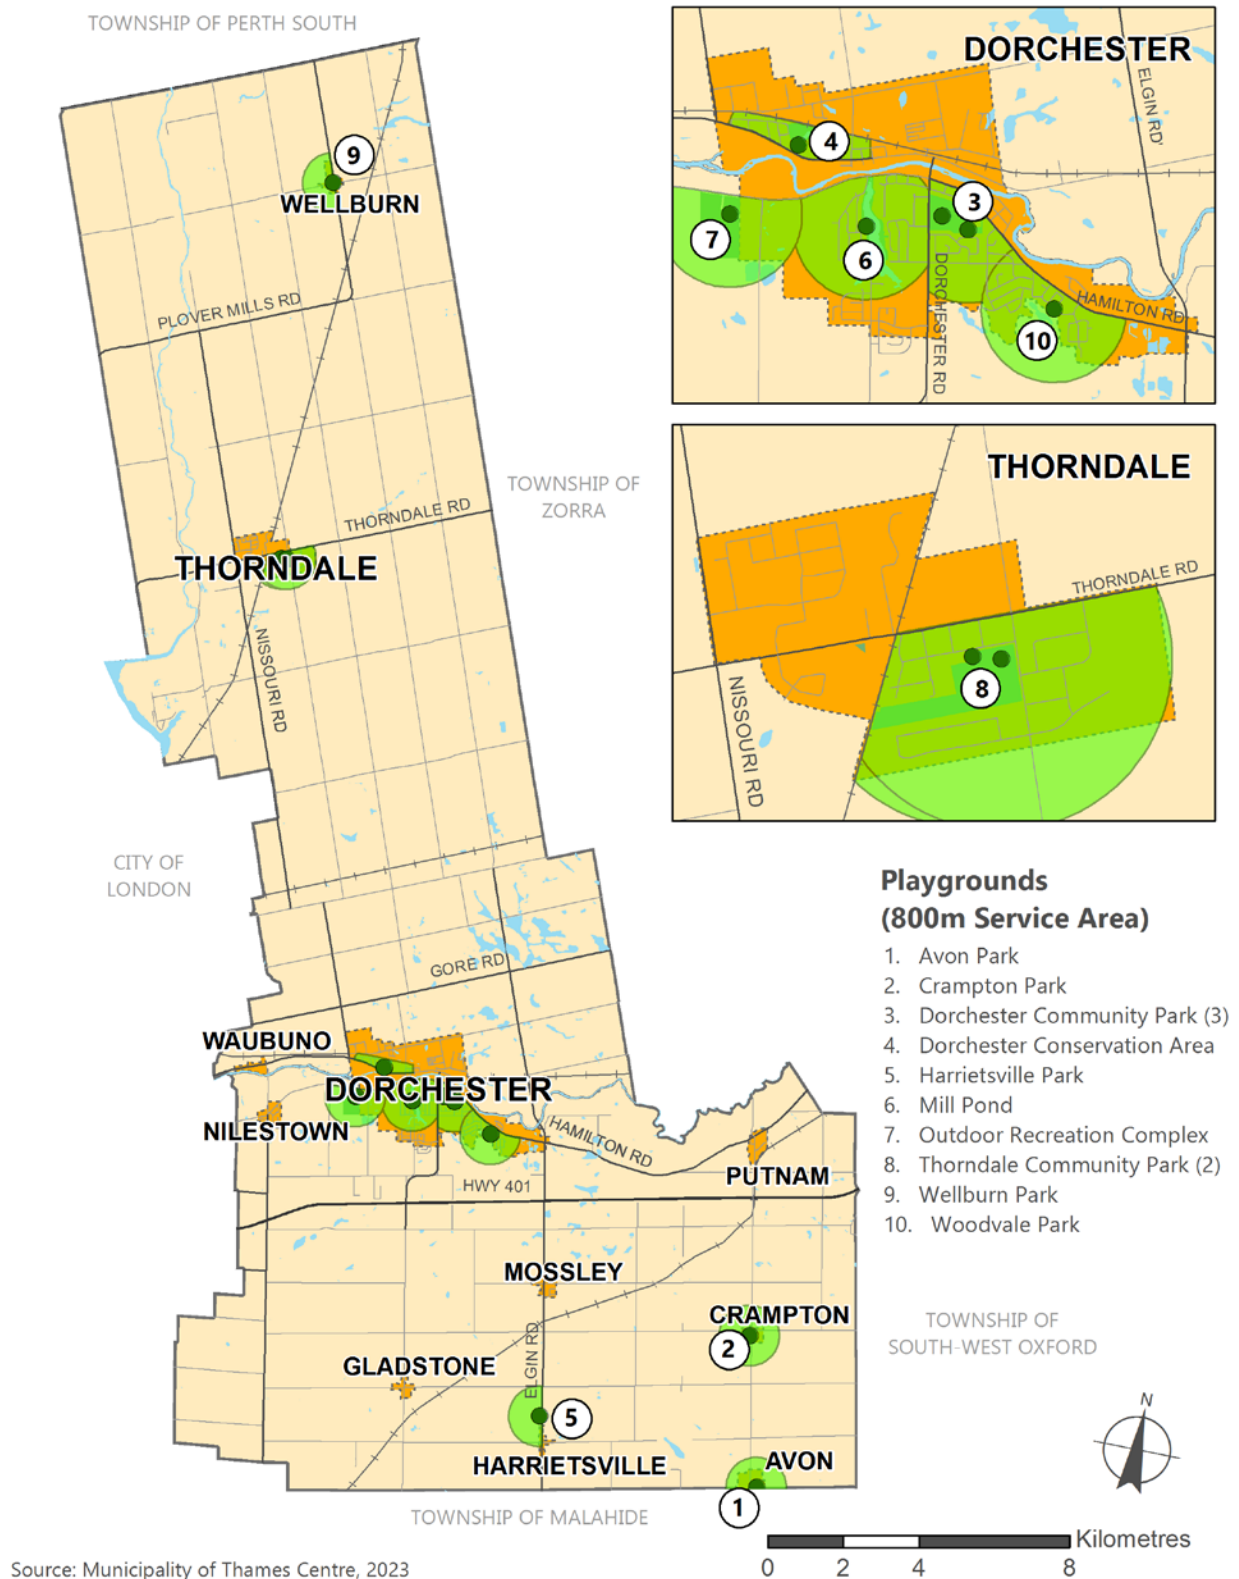 TOWNSHIP OF PERTH SOUTH
9
WELLBURN
PLOVER MILLS RD
TOWNSHIP OF
ZORRA
THORNDALE RD
THORNDALE
NISSOURI RD
CITY OF
LONDON
GORE RD
WAUBUNO
DORCHESTER
NILESTOWN
HAMILTON RD
PUTNAM
HWY 401
MOSSLEY
CRAMPTON
2
ELGIN RD
GLADSTONE
5
HARRIETSVILLE
AVON
1
TOWNSHIP OF MALAHIDE
TOWNSHIP OF
SOUTH-WEST OXFORD
DORCHESTER
ELGIN RD'
4
3
7
6
DORCHESTER RD
HAMILTON RD
10
THORNDALE
THORNDALE RD
8
NISSOURI RD
Playgrounds
(800m Service Area)
1. Avon Park
2. Crampton Park
3. Dorchester Community Park (3)
4. Dorchester Conservation Area
5. Harrietsville Park
6. Mill Pond
7. Outdoor Recreation Complex
8. Thorndale Community Park (2)
9. Wellburn Park
10. Woodvale Park
N
Kilometres
0 2 4 8
Source: Municipality of Thames Centre, 2023